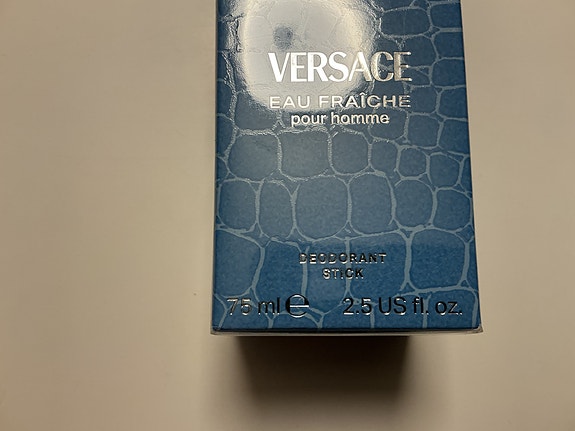 VERSACE
EAU FRAÎCHE
pour homme
DEODORANT
STICK
75 ml ℮ 2.5 US fl. oz.